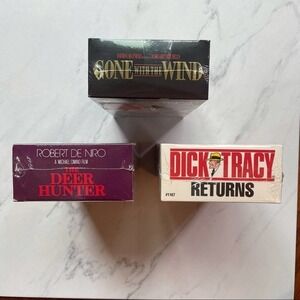 GONE WITH THE WIND
ROBERT DE NIRO
A MICHAEL CIMINO FILM
THE
DEER
HUNTER
DICK TRACY
RETURNS